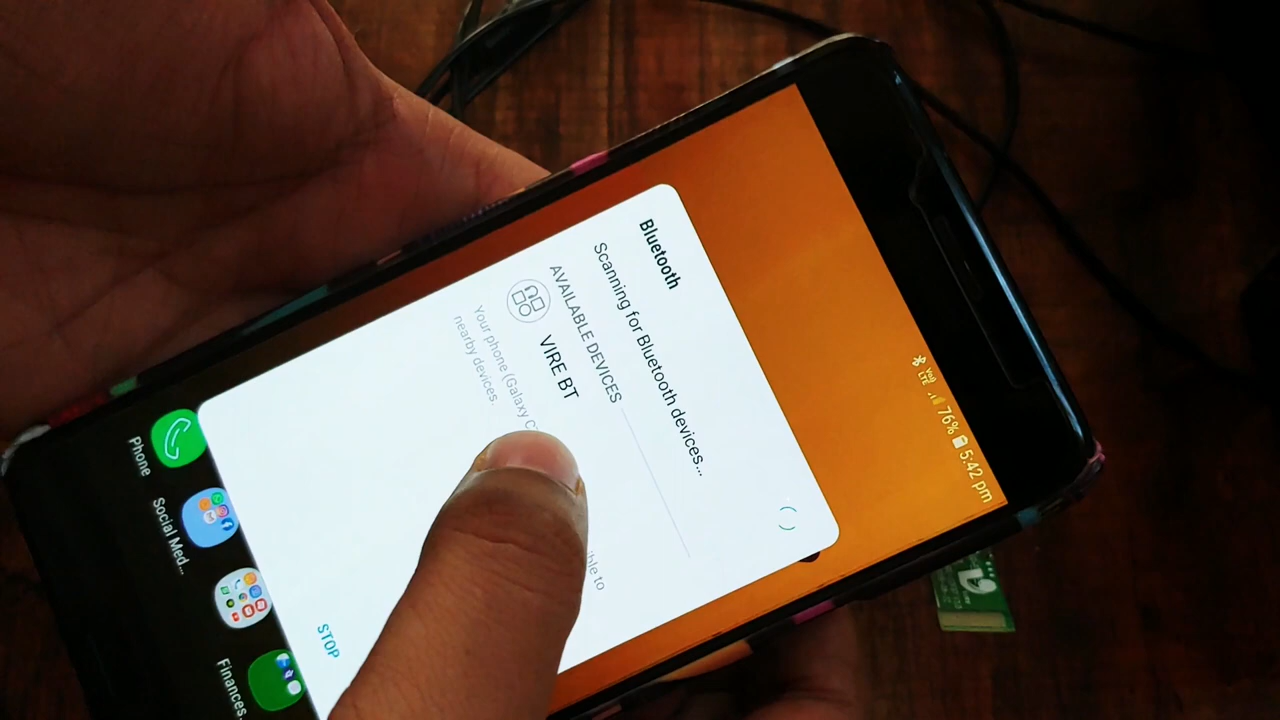 76% 5:42 pm
Bluetooth
Scanning for Bluetooth devices...
AVAILABLE DEVICES
VIRE BT
Your phone (Galaxy
nearby devices.
STOP
Phone
Social Med...
Finances..